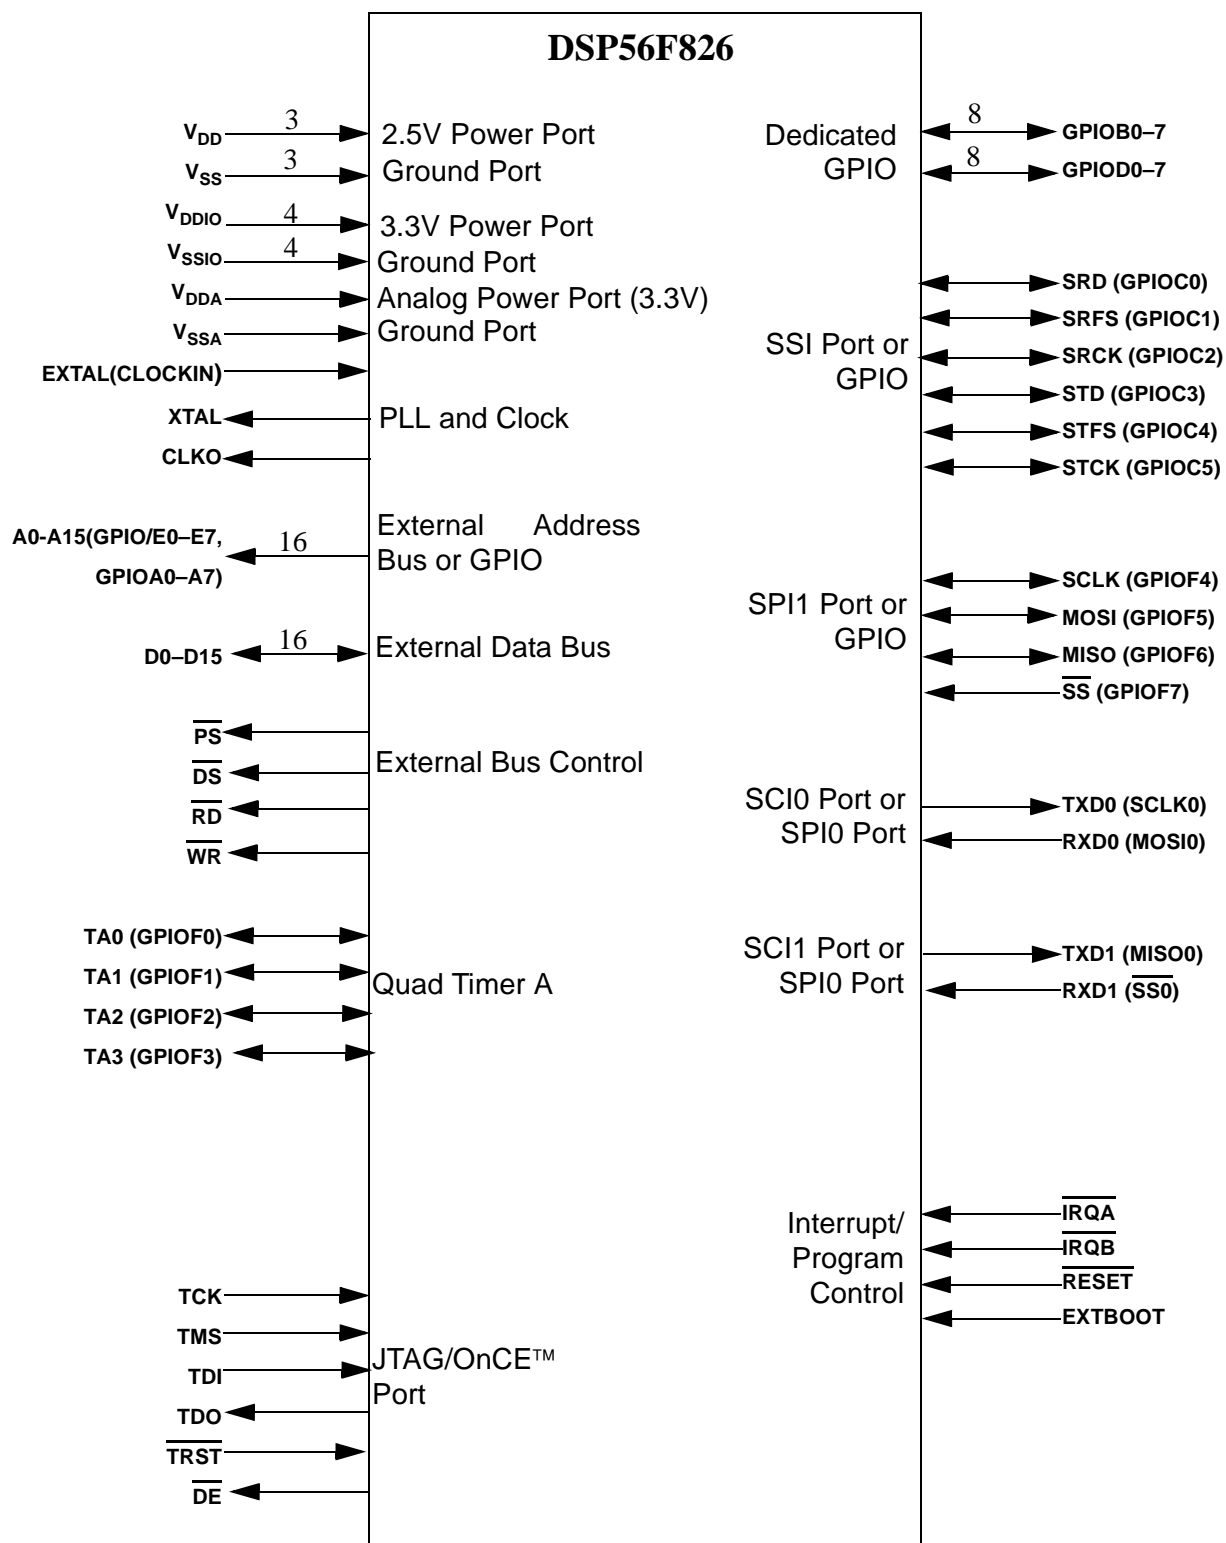 DSP56F826
VDD 3 2.5V Power Port
VSS 3 Ground Port
VDDIO 4 3.3V Power Port
VSSIO 4 Ground Port
VDDA Analog Power Port (3.3V)
VSSA Ground Port
EXTAL(CLOCKIN)
XTAL PLL and Clock
CLKO
A0-A15(GPIO/E0–E7,
GPIOA0–A7)
16
External Address
Bus or GPIO
D0–D15 16 External Data Bus
PS
DS External Bus Control
RD
WR
TA0 (GPIOF0)
TA1 (GPIOF1)
Quad Timer A
TA2 (GPIOF2)
TA3 (GPIOF3)
TCK
TMS
TDI
JTAG/OnCE™
Port
TDO
TRST
DE
Dedicated
GPIO
8 GPIOB0–7
8 GPIOD0–7
SSI Port or
GPIO
SRD (GPIOC0)
SRFS (GPIOC1)
SRCK (GPIOC2)
STD (GPIOC3)
STFS (GPIOC4)
STCK (GPIOC5)
SPI1 Port or
GPIO
SCLK (GPIOF4)
MOSI (GPIOF5)
MISO (GPIOF6)
SS (GPIOF7)
SCI0 Port or
SPI0 Port
TXD0 (SCLK0)
RXD0 (MOSI0)
SCI1 Port or
SPI0 Port
TXD1 (MISO0)
RXD1 (SS0)
Interrupt/
Program
Control
IRQA
IRQB
RESET
EXTBOOT